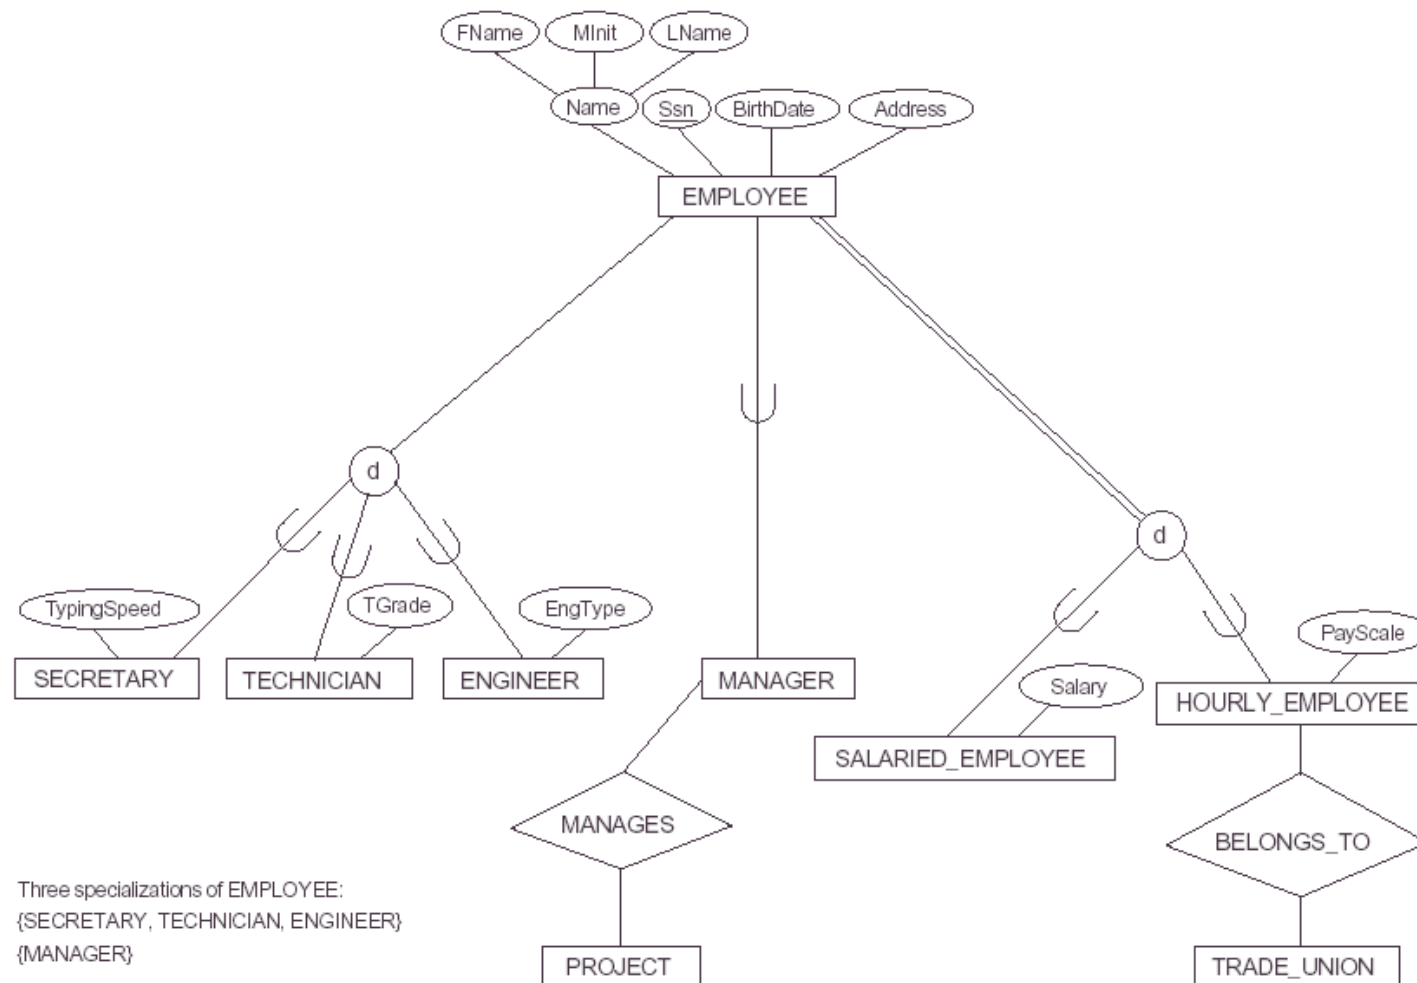 FName MInit LName
Name Ssn BirthDate Address
EMPLOYEE
d
d
TypingSpeed TGrade EngType
PayScale
SECRETARY TECHNICIAN ENGINEER MANAGER
Salary
HOURLY_EMPLOYEE
SALARIED_EMPLOYEE
MANAGES
BELONGS_TO
Three specializations of EMPLOYEE:
{SECRETARY, TECHNICIAN, ENGINEER}
{MANAGER}
PROJECT
TRADE_UNION